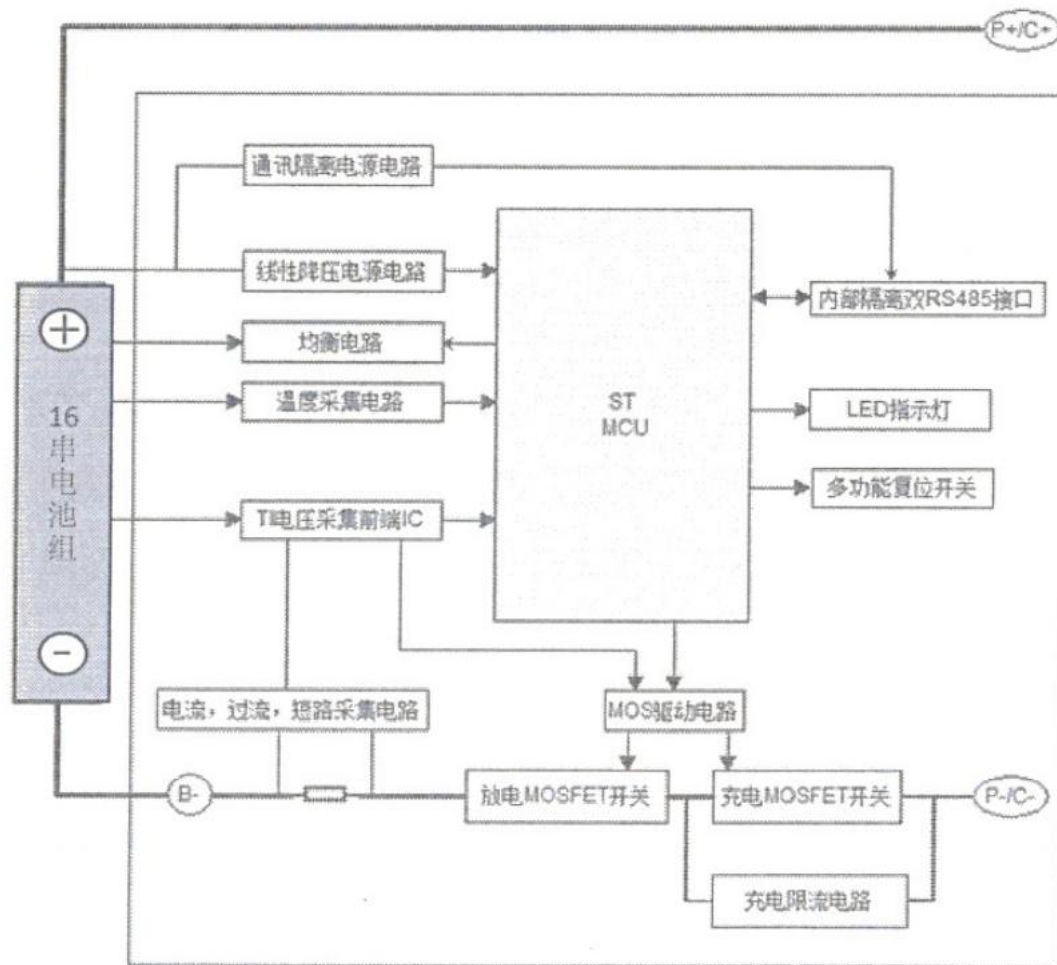 P+/C+
通讯隔离电源电路
线性降压电源电路
内部隔离双RS485接口
均衡电路
温度采集电路
ST
MCU
LED指示灯
16
串
电
池
组
多功能复位开关
TI电压采集前端IC
电流,过流,短路采集电路
MOS驱动电路
B-
放电MOSFET开关
充电MOSFET开关
P-/C-
充电限流电路